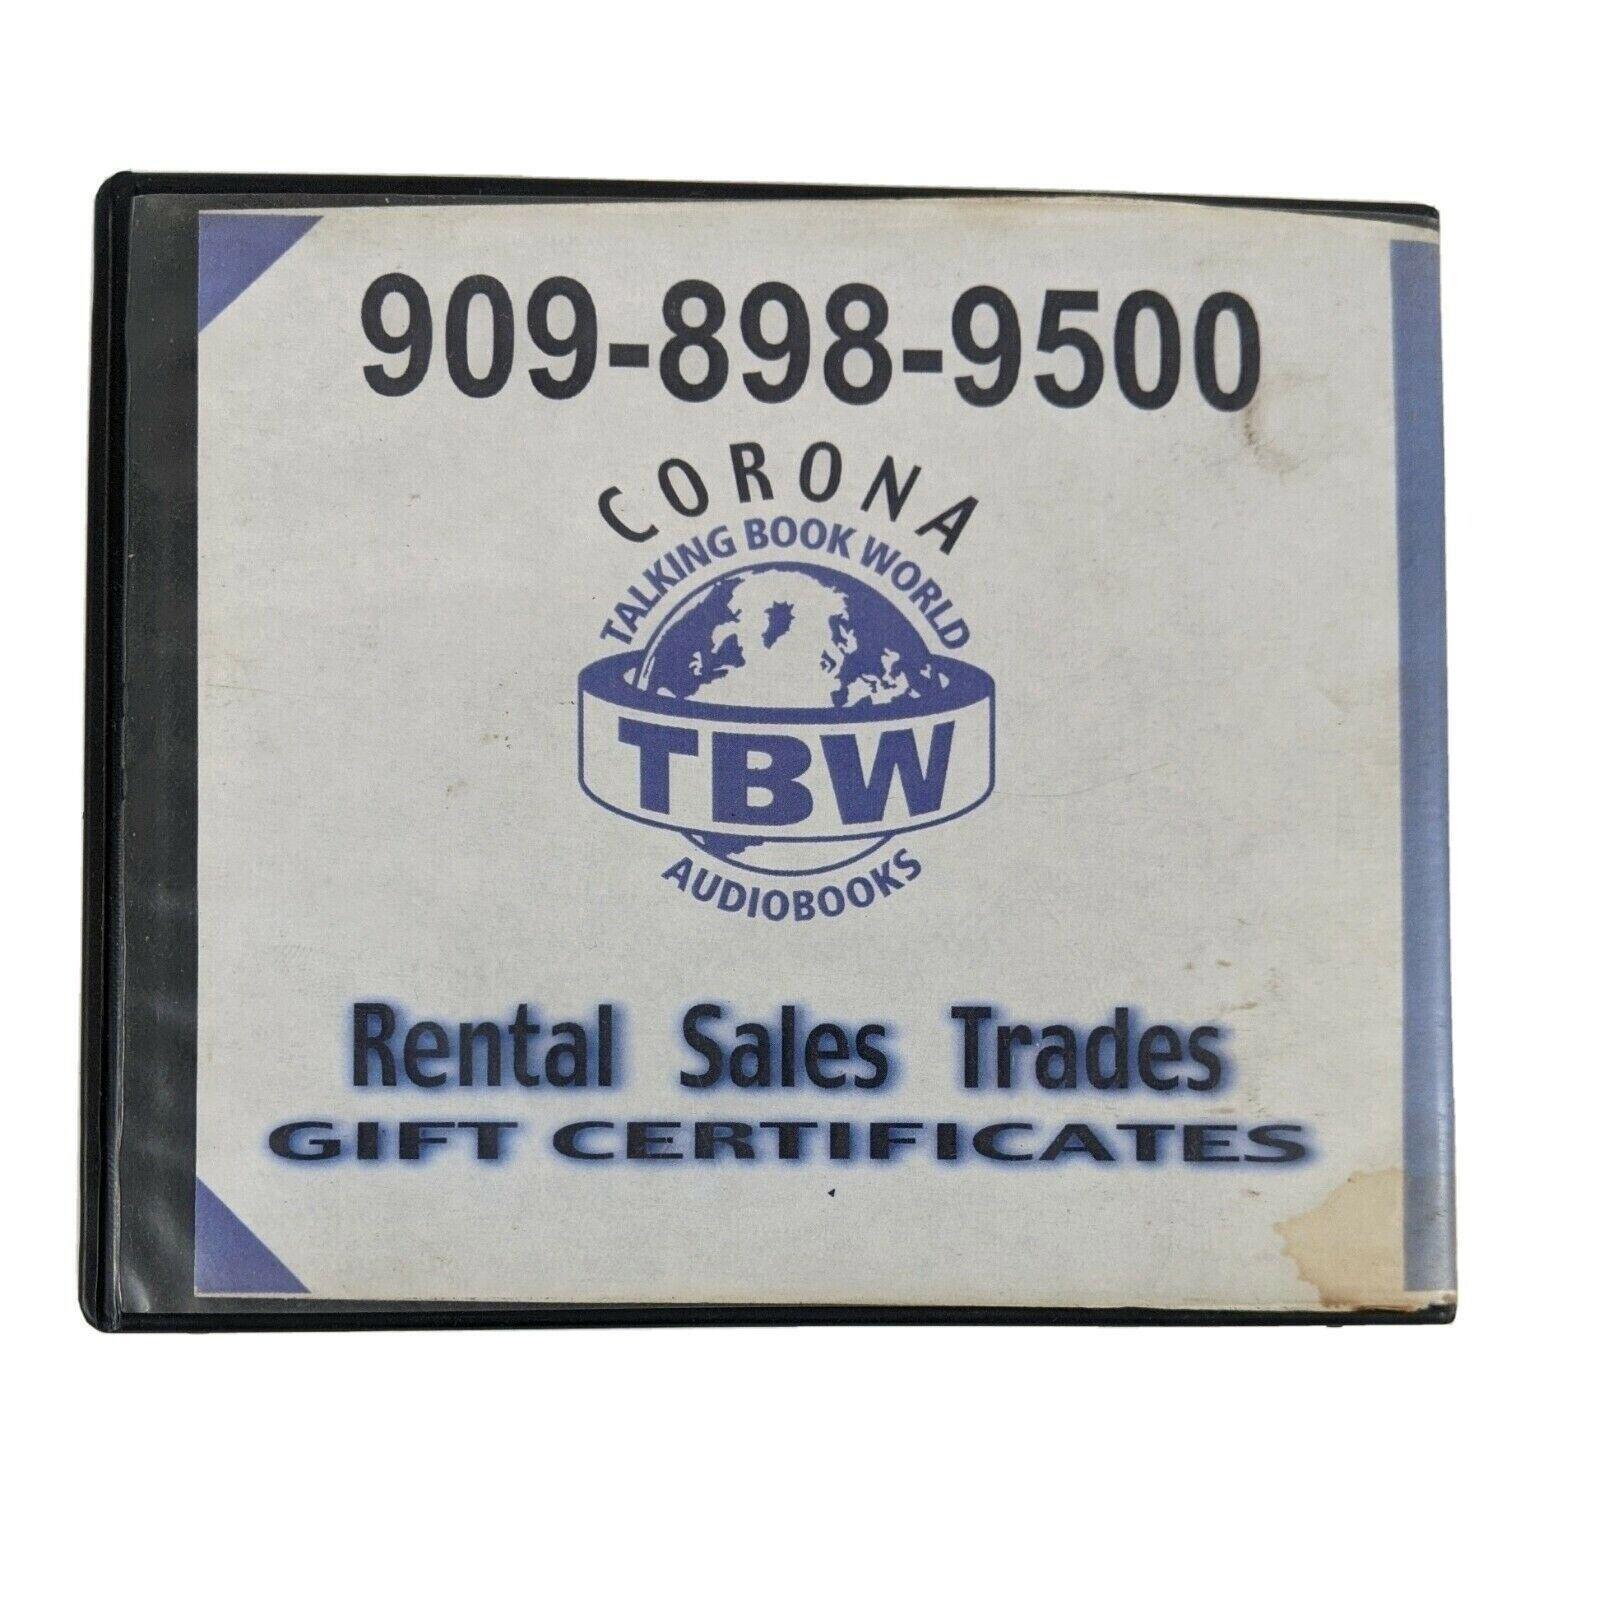 909-898-9500
CORONA
TALKING BOOK WORLD
TBW
AUDIOBOOKS
Rental Sales Trades
GIFT CERTIFICATES